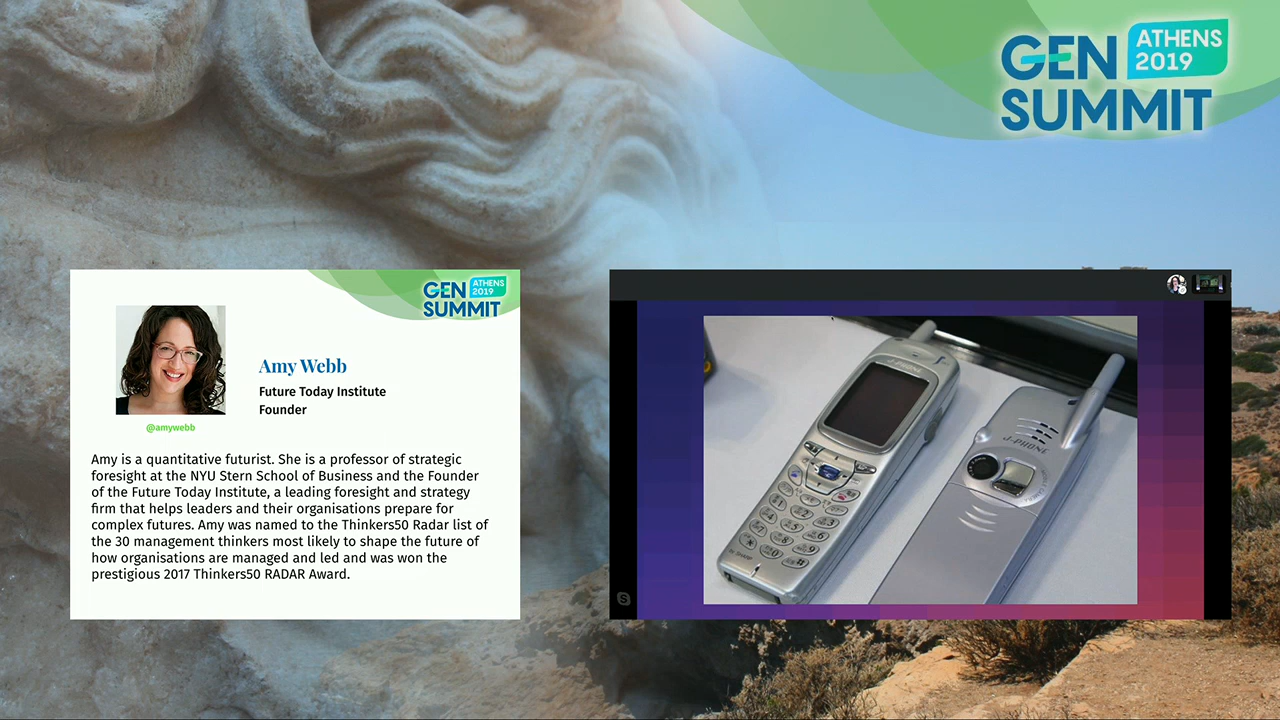 GEN
ATHENS
2019
SUMMIT
GEN
ATHENS
2019
SUMMIT
Amy Webb
Future Today Institute
Founder
@amywebb
Amy is a quantitative futurist. She is a professor of strategic
foresight at the NYU Stern School of Business and the Founder
of the Future Today Institute, a leading foresight and strategy
firm that helps leaders and their organisations prepare for
complex futures. Amy was named to the Thinkers50 Radar list of
the 30 management thinkers most likely to shape the future of
how organisations are managed and led and was won the
prestigious 2017 Thinkers50 RADAR Award.
J-PHONE